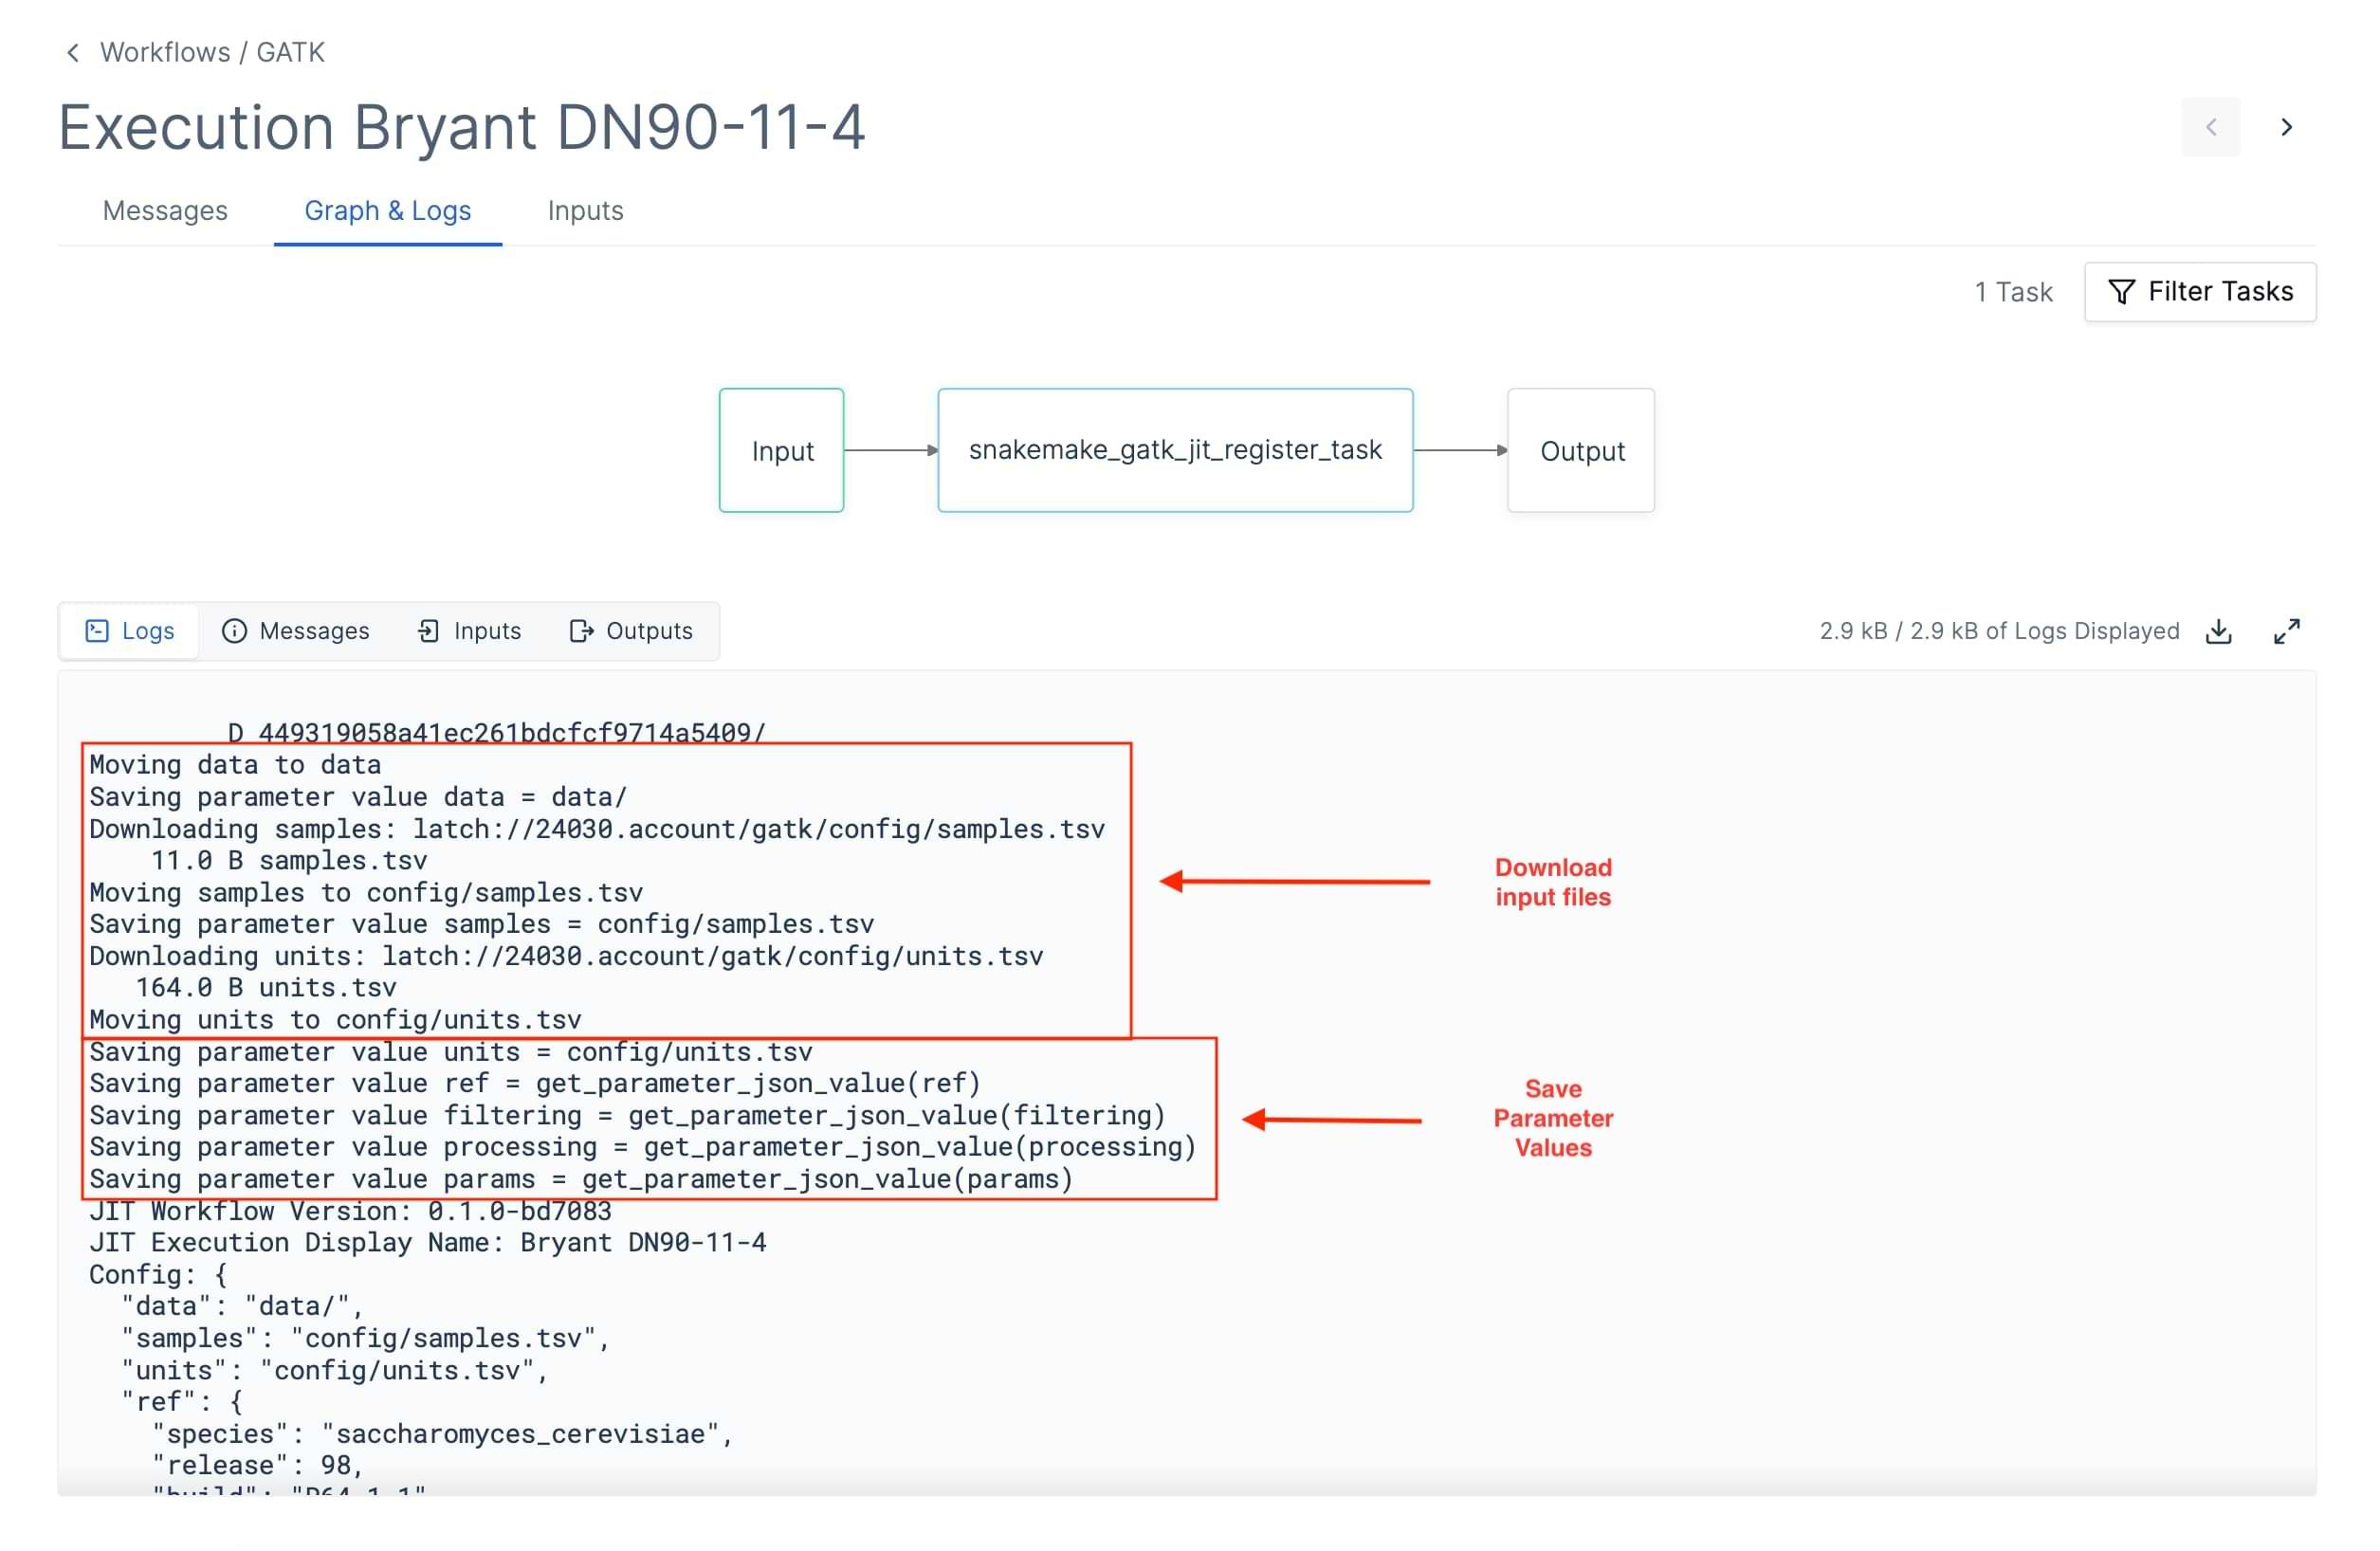 Workflows / GATK
Execution Bryant DN90-11-4
Messages
Graph & Logs
Inputs
1 Task
Filter Tasks
Input
snakemake_gatk_jit_register_task
Output
Logs
Messages
Inputs
Outputs
2.9 kB / 2.9 kB of Logs Displayed
D 449319058a41ec261bdcfcf9714a5409/
Moving data to data
Saving parameter value data = data/
Downloading samples: latch://24030.account/gatk/config/samples.tsv
11.0 B samples.tsv
Moving samples to config/samples.tsv
Saving parameter value samples = config/samples.tsv
Downloading units: latch://24030.account/gatk/config/units.tsv
164.0 B units.tsv
Moving units to config/units.tsv
Download
input files
Saving parameter value units = config/units.tsv
Saving parameter value ref = get_parameter_json_value(ref)
Saving parameter value filtering = get_parameter_json_value(filtering)
Saving parameter value processing = get_parameter_json_value(processing)
Saving parameter value params = get_parameter_json_value(params)
Save
Parameter
Values
JIT Workflow Version: 0.1.0-bd7083
JIT Execution Display Name: Bryant DN90-11-4
Config: {
"data": "data/",
"samples": "config/samples.tsv",
"units": "config/units.tsv",
"ref": {
"species": "saccharomyces_cerevisiae",
"release": 98,